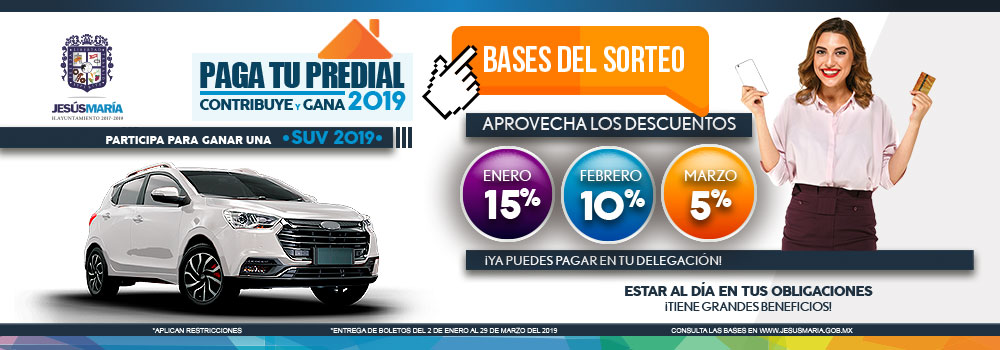 LIBERTAD
JESÚSMARÍA
H.AYUNTAMIENTO 2017-2019
PAGA TU PREDIAL
CONTRIBUYE Y GANA 2019
PARTICIPA PARA GANAR UNA •SUV 2019•
BASES DEL SORTEO
APROVECHA LOS DESCUENTOS
ENERO
15%
FEBRERO
10%
MARZO
5%
¡YA PUEDES PAGAR EN TU DELEGACIÓN!
ESTAR AL DÍA EN TUS OBLIGACIONES
¡TIENE GRANDES BENEFICIOS!
*APLICAN RESTRICCIONES
*ENTREGA DE BOLETOS DEL 2 DE ENERO AL 29 DE MARZO DEL 2019
CONSULTA LAS BASES EN WWW.JESUSMARIA.GOB.MX